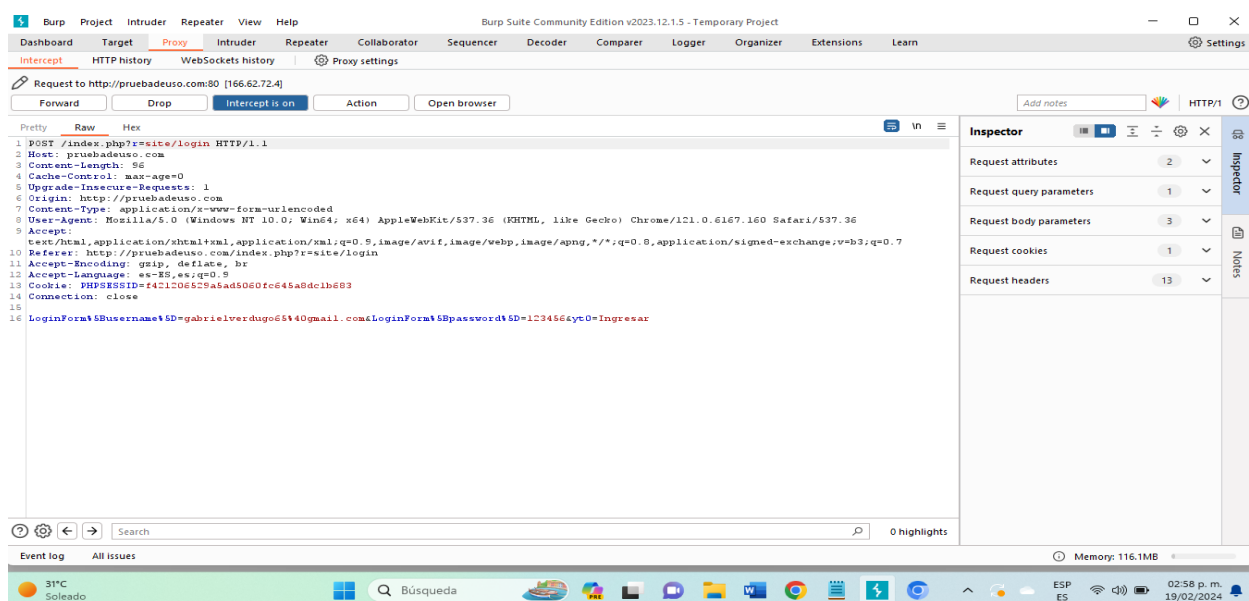 Burp Project Intruder Repeater View Help Burp Suite Community Edition v2023.12.1.5 - Temporary Project
Dashboard Target Proxy Intruder Repeater Collaborator Sequencer Decoder Comparer Logger Organizer Extensions Learn Settings
Intercept HTTP history WebSockets history Proxy settings
Request to http://pruebadeuso.com:80 [166.62.72.4]
Forward Drop Intercept is on Action Open browser Add notes HTTP/1
Pretty Raw Hex \n
Inspector
1 POST /index.php?r=site/login HTTP/1.1
2 Host: pruebadeuso.com
3 Content-Length: 96
4 Cache-Control: max-age=0
5 Upgrade-Insecure-Requests: 1
6 Origin: http://pruebadeuso.com
7 Content-Type: application/x-www-form-urlencoded
8 User-Agent: Mozilla/5.0 (Windows NT 10.0; Win64; x64) AppleWebKit/537.36 (KHTML, like Gecko) Chrome/121.0.6167.160 Safari/537.36
9 Accept:
text/html,application/xhtml+xml,application/xml;q=0.9,image/avif,image/webp,image/apng,*/*;q=0.8,application/signed-exchange;v=b3;q=0.7
10 Referer: http://pruebadeuso.com/index.php?r=site/login
11 Accept-Encoding: gzip, deflate, br
12 Accept-Language: es-ES,es;q=0.9
13 Cookie: PHPSESSID=f421206529a5ad5060fc645a8dc1b683
14 Connection: close
15
16 LoginForm%5Busername%5D=gabrielverdugo65%40gmail.com&LoginForm%5Bpassword%5D=123456&yt0=Ingresar
Request attributes 2
Request query parameters 1
Request body parameters 3
Request cookies 1
Request headers 13
Inspector
Notes
Search 0 highlights
Event log All issues Memory: 116.1MB
31°C
Soleado
Búsqueda
PRE
ESP
ES
02:58 p. m.
19/02/2024